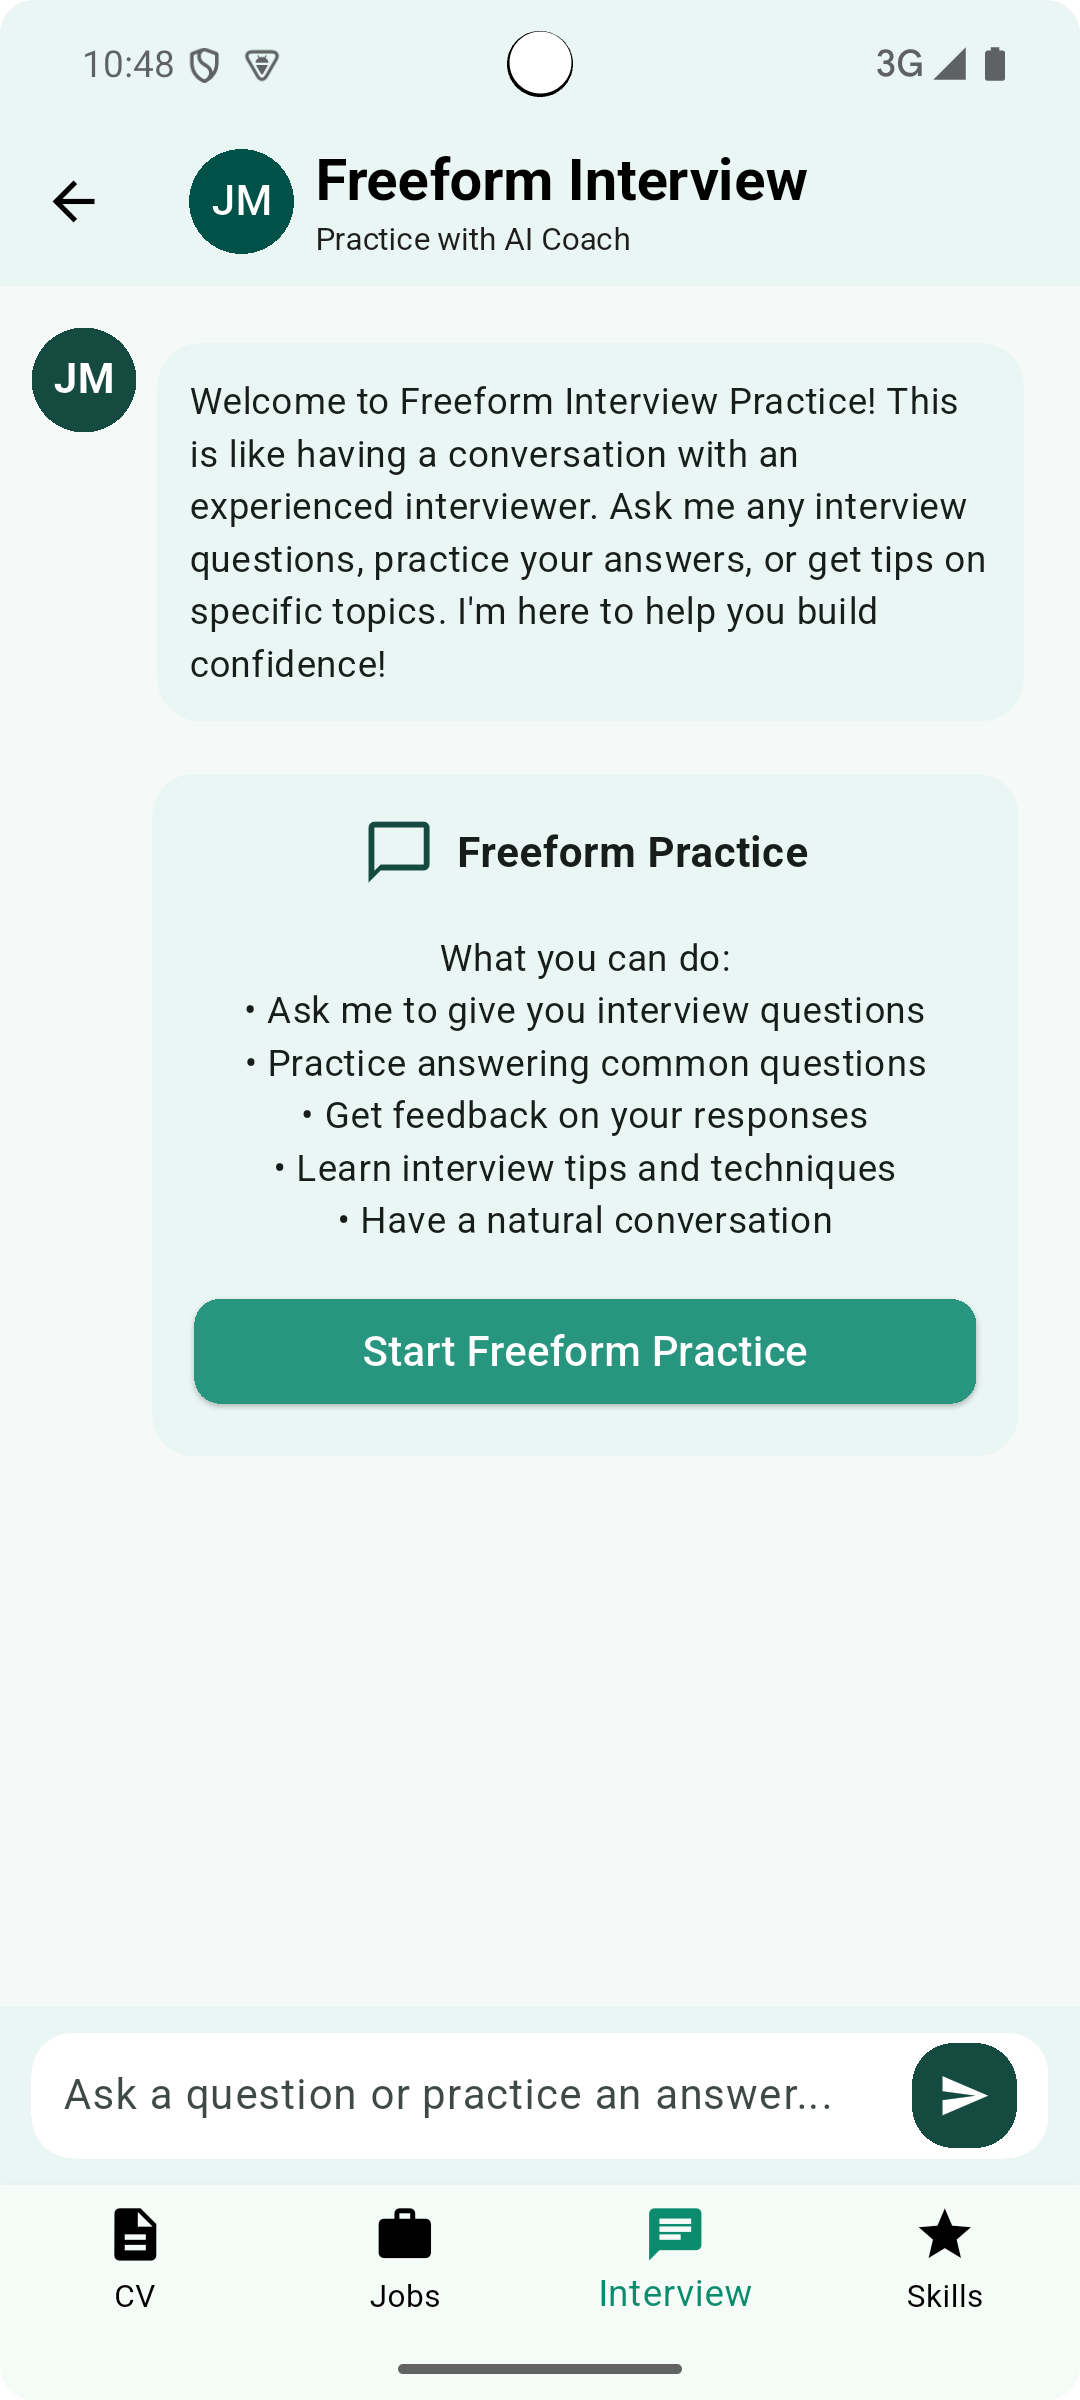 10:48
3G
JM
Freeform Interview
Practice with AI Coach
JM
Welcome to Freeform Interview Practice! This
is like having a conversation with an
experienced interviewer. Ask me any interview
questions, practice your answers, or get tips on
specific topics. I'm here to help you build
confidence!
Freeform Practice
What you can do:
• Ask me to give you interview questions
• Practice answering common questions
• Get feedback on your responses
• Learn interview tips and techniques
• Have a natural conversation
Start Freeform Practice
Ask a question or practice an answer...
CV
Jobs
Interview
Skills